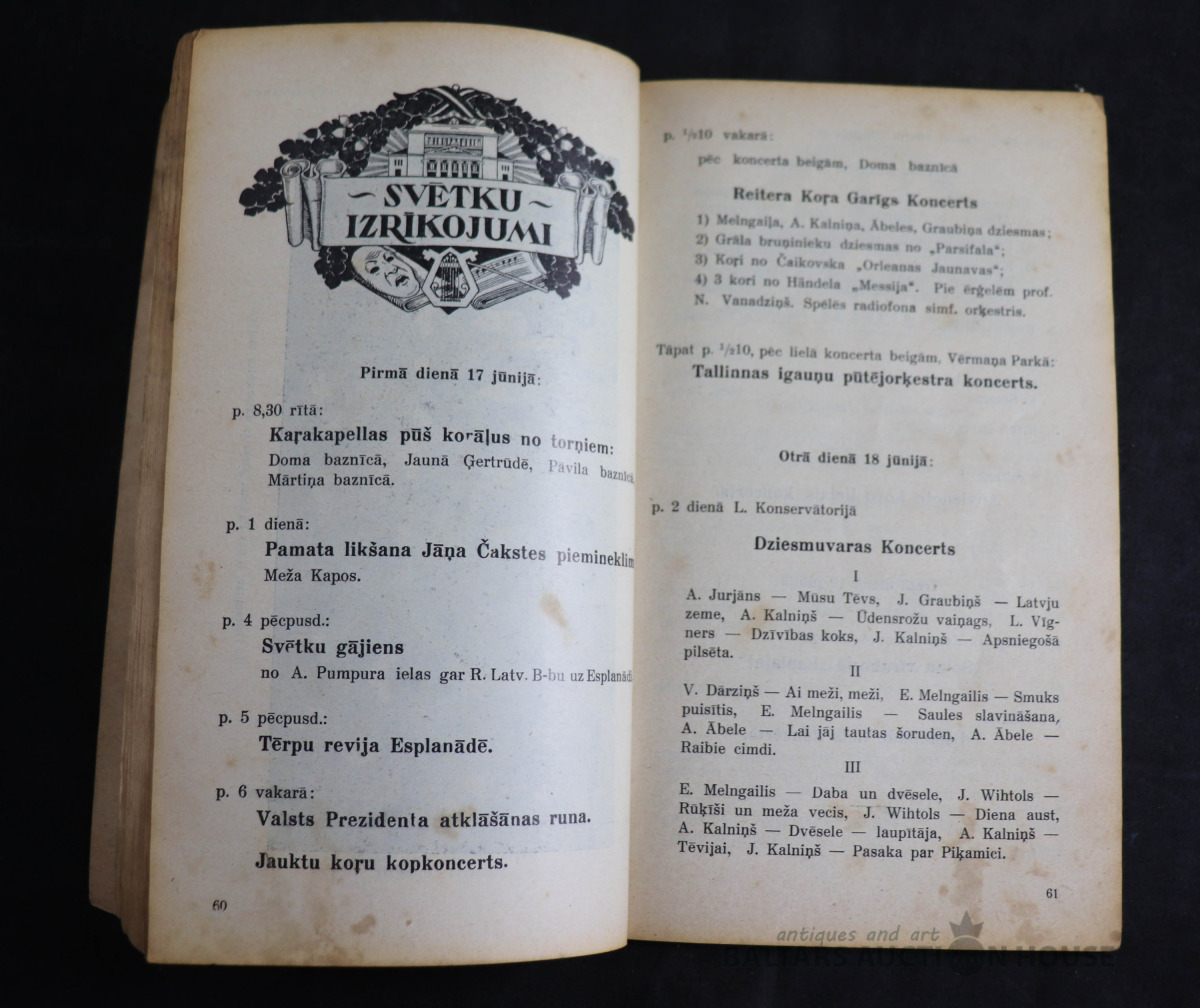 ~ SVĒTKU ~
IZRĪKOJUMI
Pirmā dienā 17 jūnijā:
p. 8,30 rītā:
Kaŗakapellas pūš koŗāļus no torņiem:
Doma baznīcā, Jaunā Ģertrūdē, Pāvila baznīcā
Mārtiņa baznīcā.
p. 1 dienā:
Pamata likšana Jāņa Čakstes piemineklim
Meža Kapos.
p. 4 pēcpusd.:
Svētku gājiens
no A. Pumpura ielas gar R. Latv. B-bu uz Esplanādi
p. 5 pēcpusd.:
Tērpu revija Esplanādē.
p. 6 vakarā:
Valsts Prezidenta atklāšanas runa.
Jauktu koŗu kopkoncerts.
60
p. ½10 vakarā:
pēc koncerta beigām, Doma baznīcā
Reitera Koŗa Garīgs Koncerts
1) Melngaiļa, A. Kalniņa, Ābeles, Graubiņa dziesmas;
2) Grāla bruņinieku dziesmas no „Parsifala“;
3) Koŗi no Čaikovska „Orleanas Jaunavas“;
4) 3 kori no Händela „Messija“. Pie ērģelēm prof.
N. Vanadziņš. Spēlēs radiofona simf. orķestris.
Tāpat p. ½10, pēc lielā koncerta beigām, Vērmaņa Parkā:
Tallinnas igauņu pūtējorķestra koncerts.
Otrā dienā 18 jūnijā:
p. 2 dienā L. Konservātorijā
Dziesmuvaras Koncerts
I
A. Jurjāns — Mūsu Tēvs, J. Graubiņš — Latvju
zeme, A. Kalniņš — Ūdensrožu vaiņags, L. Vīg-
ners — Dzīvības koks, J. Kalniņš — Apsniegošā
pilsēta.
II
V. Dārziņš — Ai meži, meži, E. Melngailis — Smuks
puisītis, E. Melngailis — Saules slavināšana,
A. Ābele — Lai jāj tautas šoruden, A. Ābele —
Raibie cimdi.
III
E. Melngailis — Daba un dvēsele, J. Wihtols —
Rūķīši un meža vecis, J. Wihtols — Diena aust,
A. Kalniņš — Dvēsele — laupītāja, A. Kalniņš —
Tēvijai, J. Kalniņš — Pasaka par Piķamici.
61
antiques and art
BALTARS AUCTION HOUSE